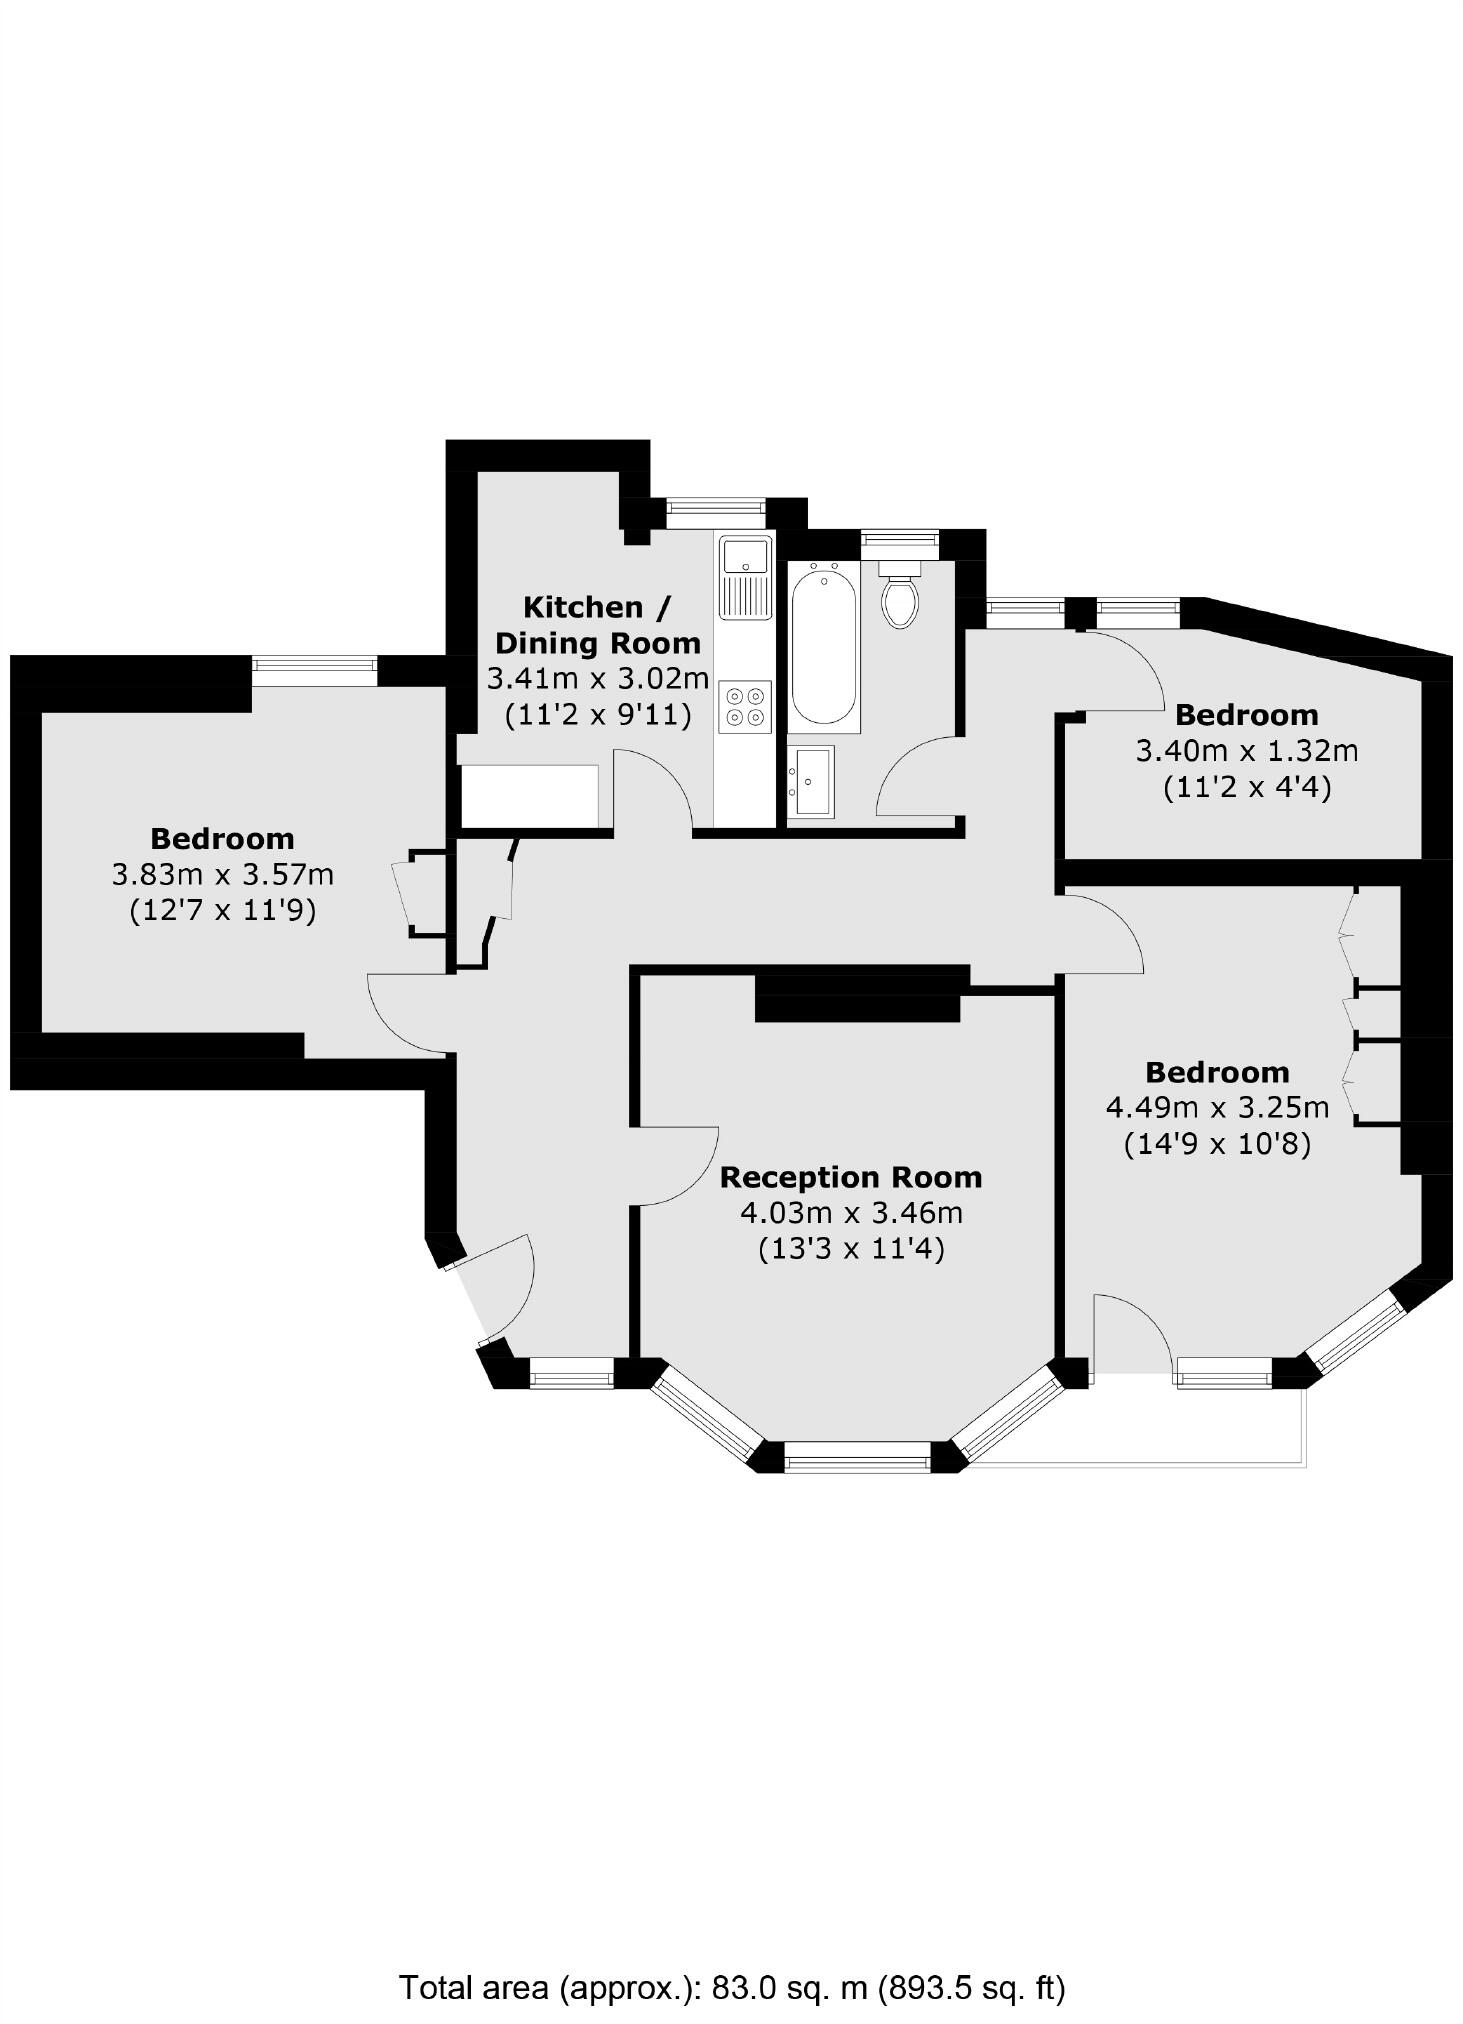 Kitchen /
Dining Room
3.41m x 3.02m
(11'2 x 9'11)
Bedroom
3.40m x 1.32m
(11'2 x 4'4)
Bedroom
3.83m x 3.57m
(12'7 x 11'9)
Bedroom
4.49m x 3.25m
(14'9 x 10'8)
Reception Room
4.03m x 3.46m
(13'3 x 11'4)
Total area (approx.): 83.0 sq. m (893.5 sq. ft)